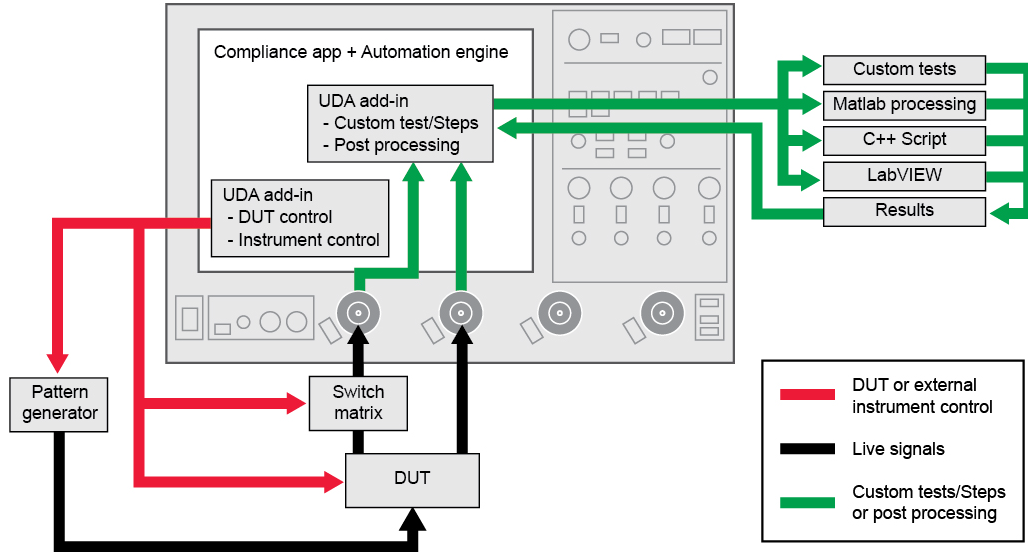 Compliance app + Automation engine
UDA add-in
- Custom test/Steps
- Post processing
UDA add-in
- DUT control
- Instrument control
Custom tests
Matlab processing
C++ Script
LabVIEW
Results
Pattern
generator
Switch
matrix
DUT
DUT or external
instrument control
Live signals
Custom tests/Steps
or post processing